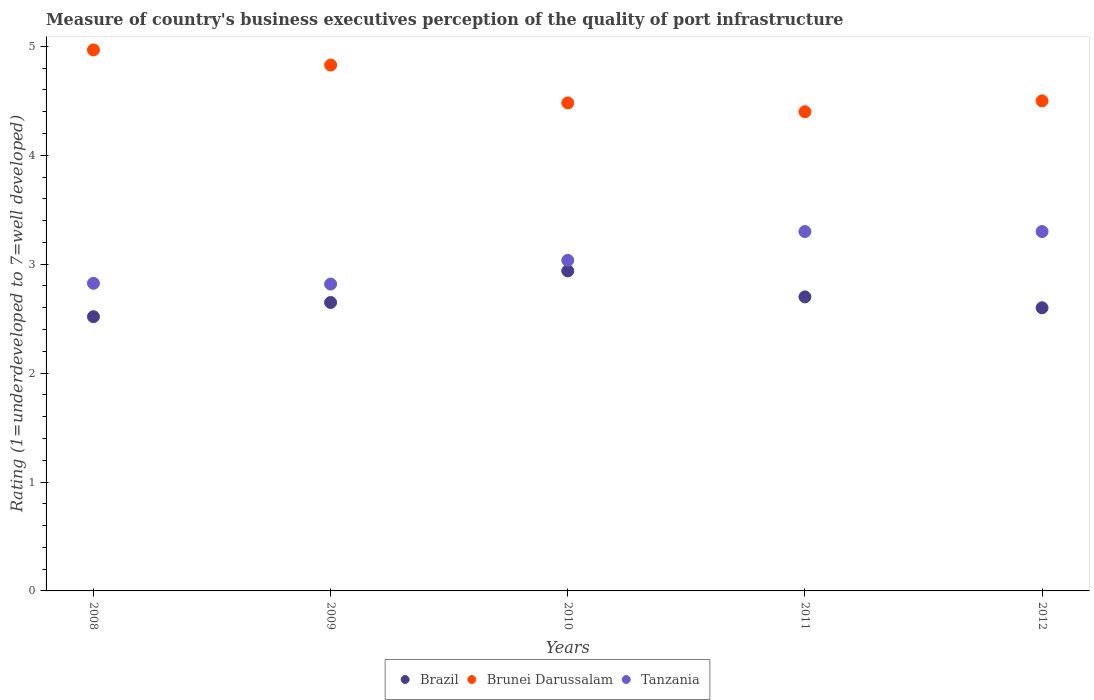 Measure of country's business executives perception of the quality of port infrastructure
Rating (1=underdeveloped to 7=well developed)
5
4
3
2
1
0
2008
2009
2010
2011
2012
Years
Brazil
Brunei Darussalam
Tanzania